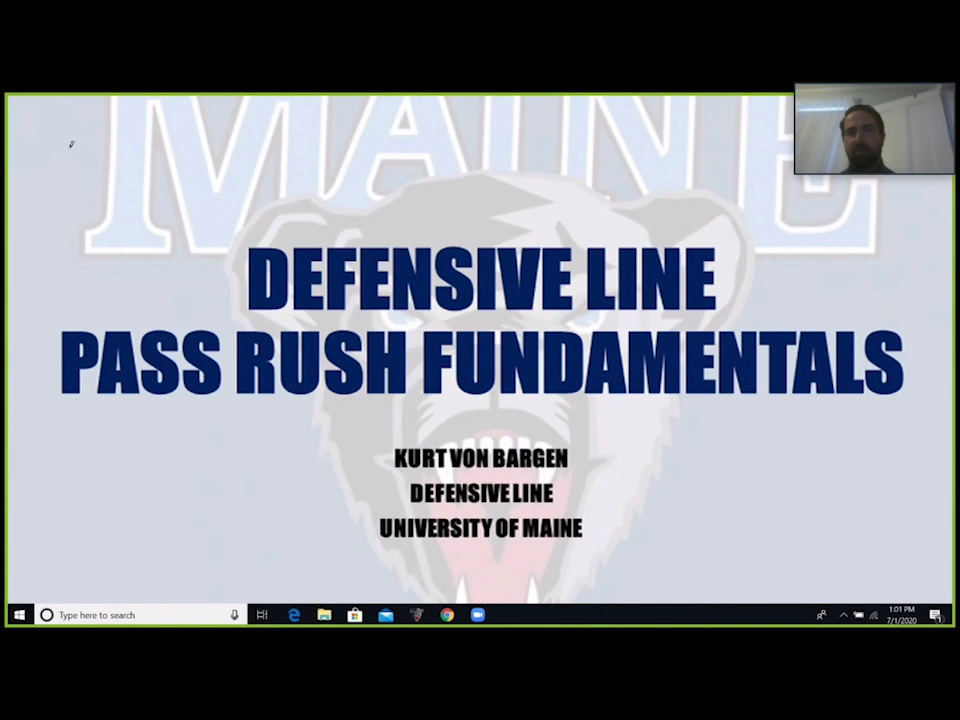 MAINE
DEFENSIVE LINE
PASS RUSH FUNDAMENTALS
KURT VON BARGEN
DEFENSIVE LINE
UNIVERSITY OF MAINE
Type here to search
1:01 PM
7/1/2020